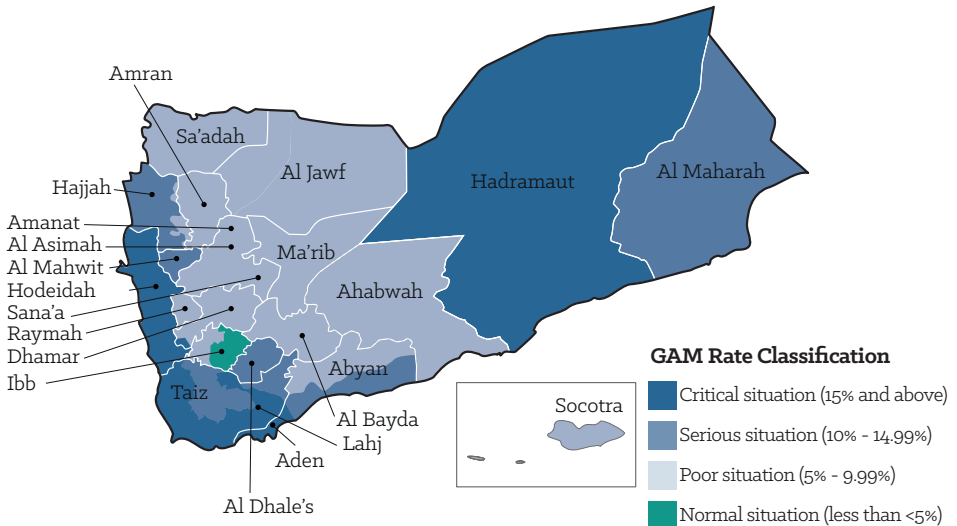 Amran
Sa'adah
Al Jawf
Hadramaut
Al Maharah
Hajjah
Amanat
Al Asimah
Al Mahwit
Hodeidah
Sana'a
Raymah
Dhamar
Ibb
Ma'rib
Ahabwah
Abyan
Taiz
Al Bayda
Lahj
Aden
Al Dhale's
Socotra
GAM Rate Classification
Critical situation (15% and above)
Serious situation (10% - 14.99%)
Poor situation (5% - 9.99%)
Normal situation (less than <5%)